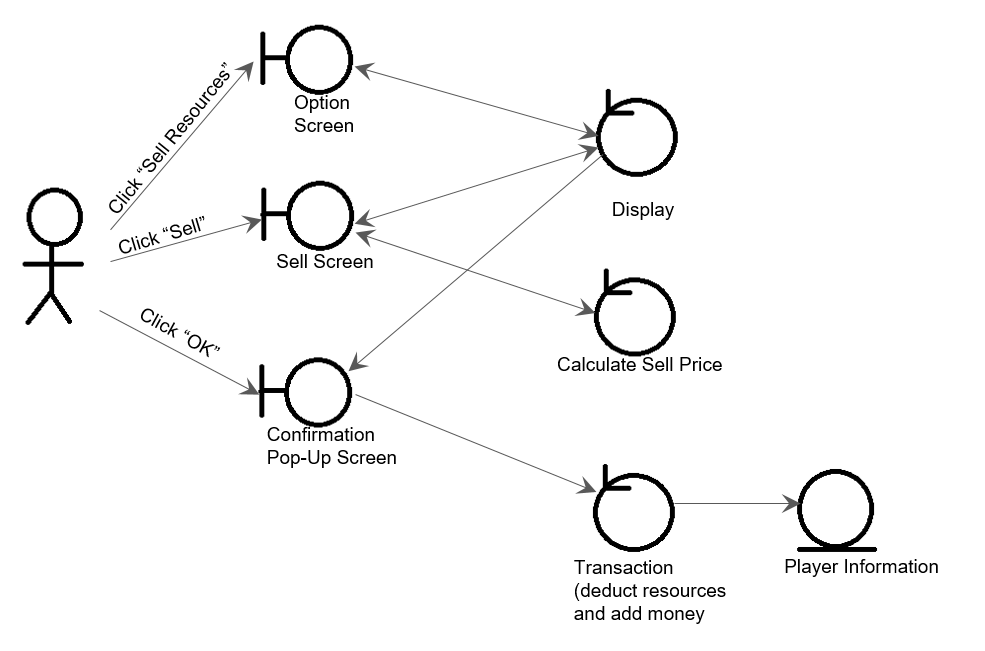 Click “Sell Resources”
Option
Screen
Display
Click “Sell”
Sell Screen
Click “OK”
Calculate Sell Price
Confirmation
Pop-Up Screen
Transaction
(deduct resources
and add money
Player Information